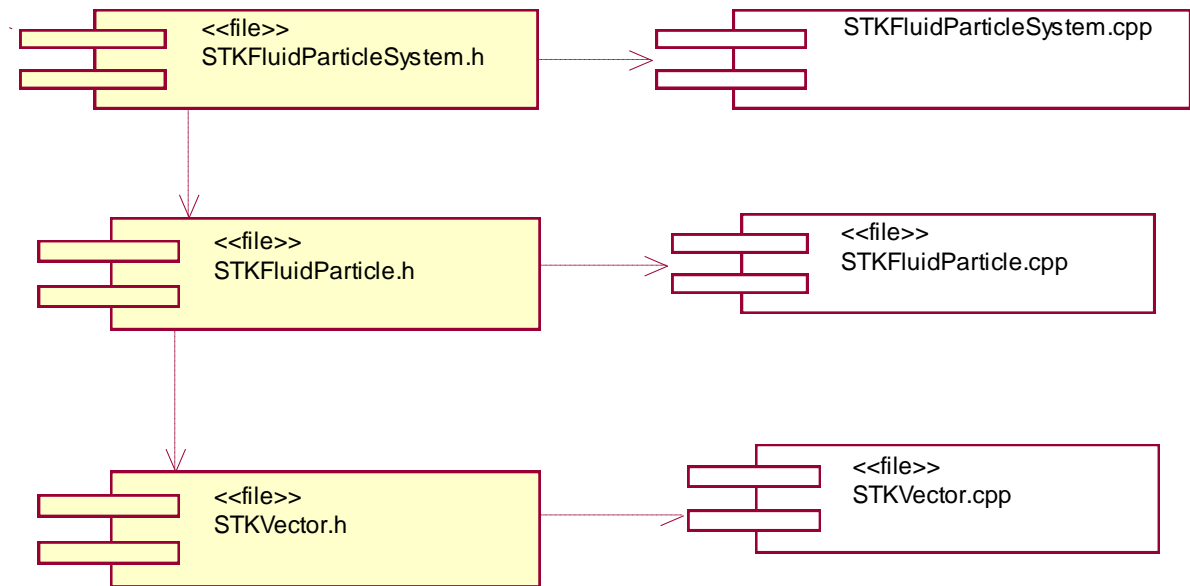 <<file>>
STKFluidParticleSystem.h
STKFluidParticleSystem.cpp
<<file>>
STKFluidParticle.h
<<file>>
STKFluidParticle.cpp
<<file>>
STKVector.h
<<file>>
STKVector.cpp